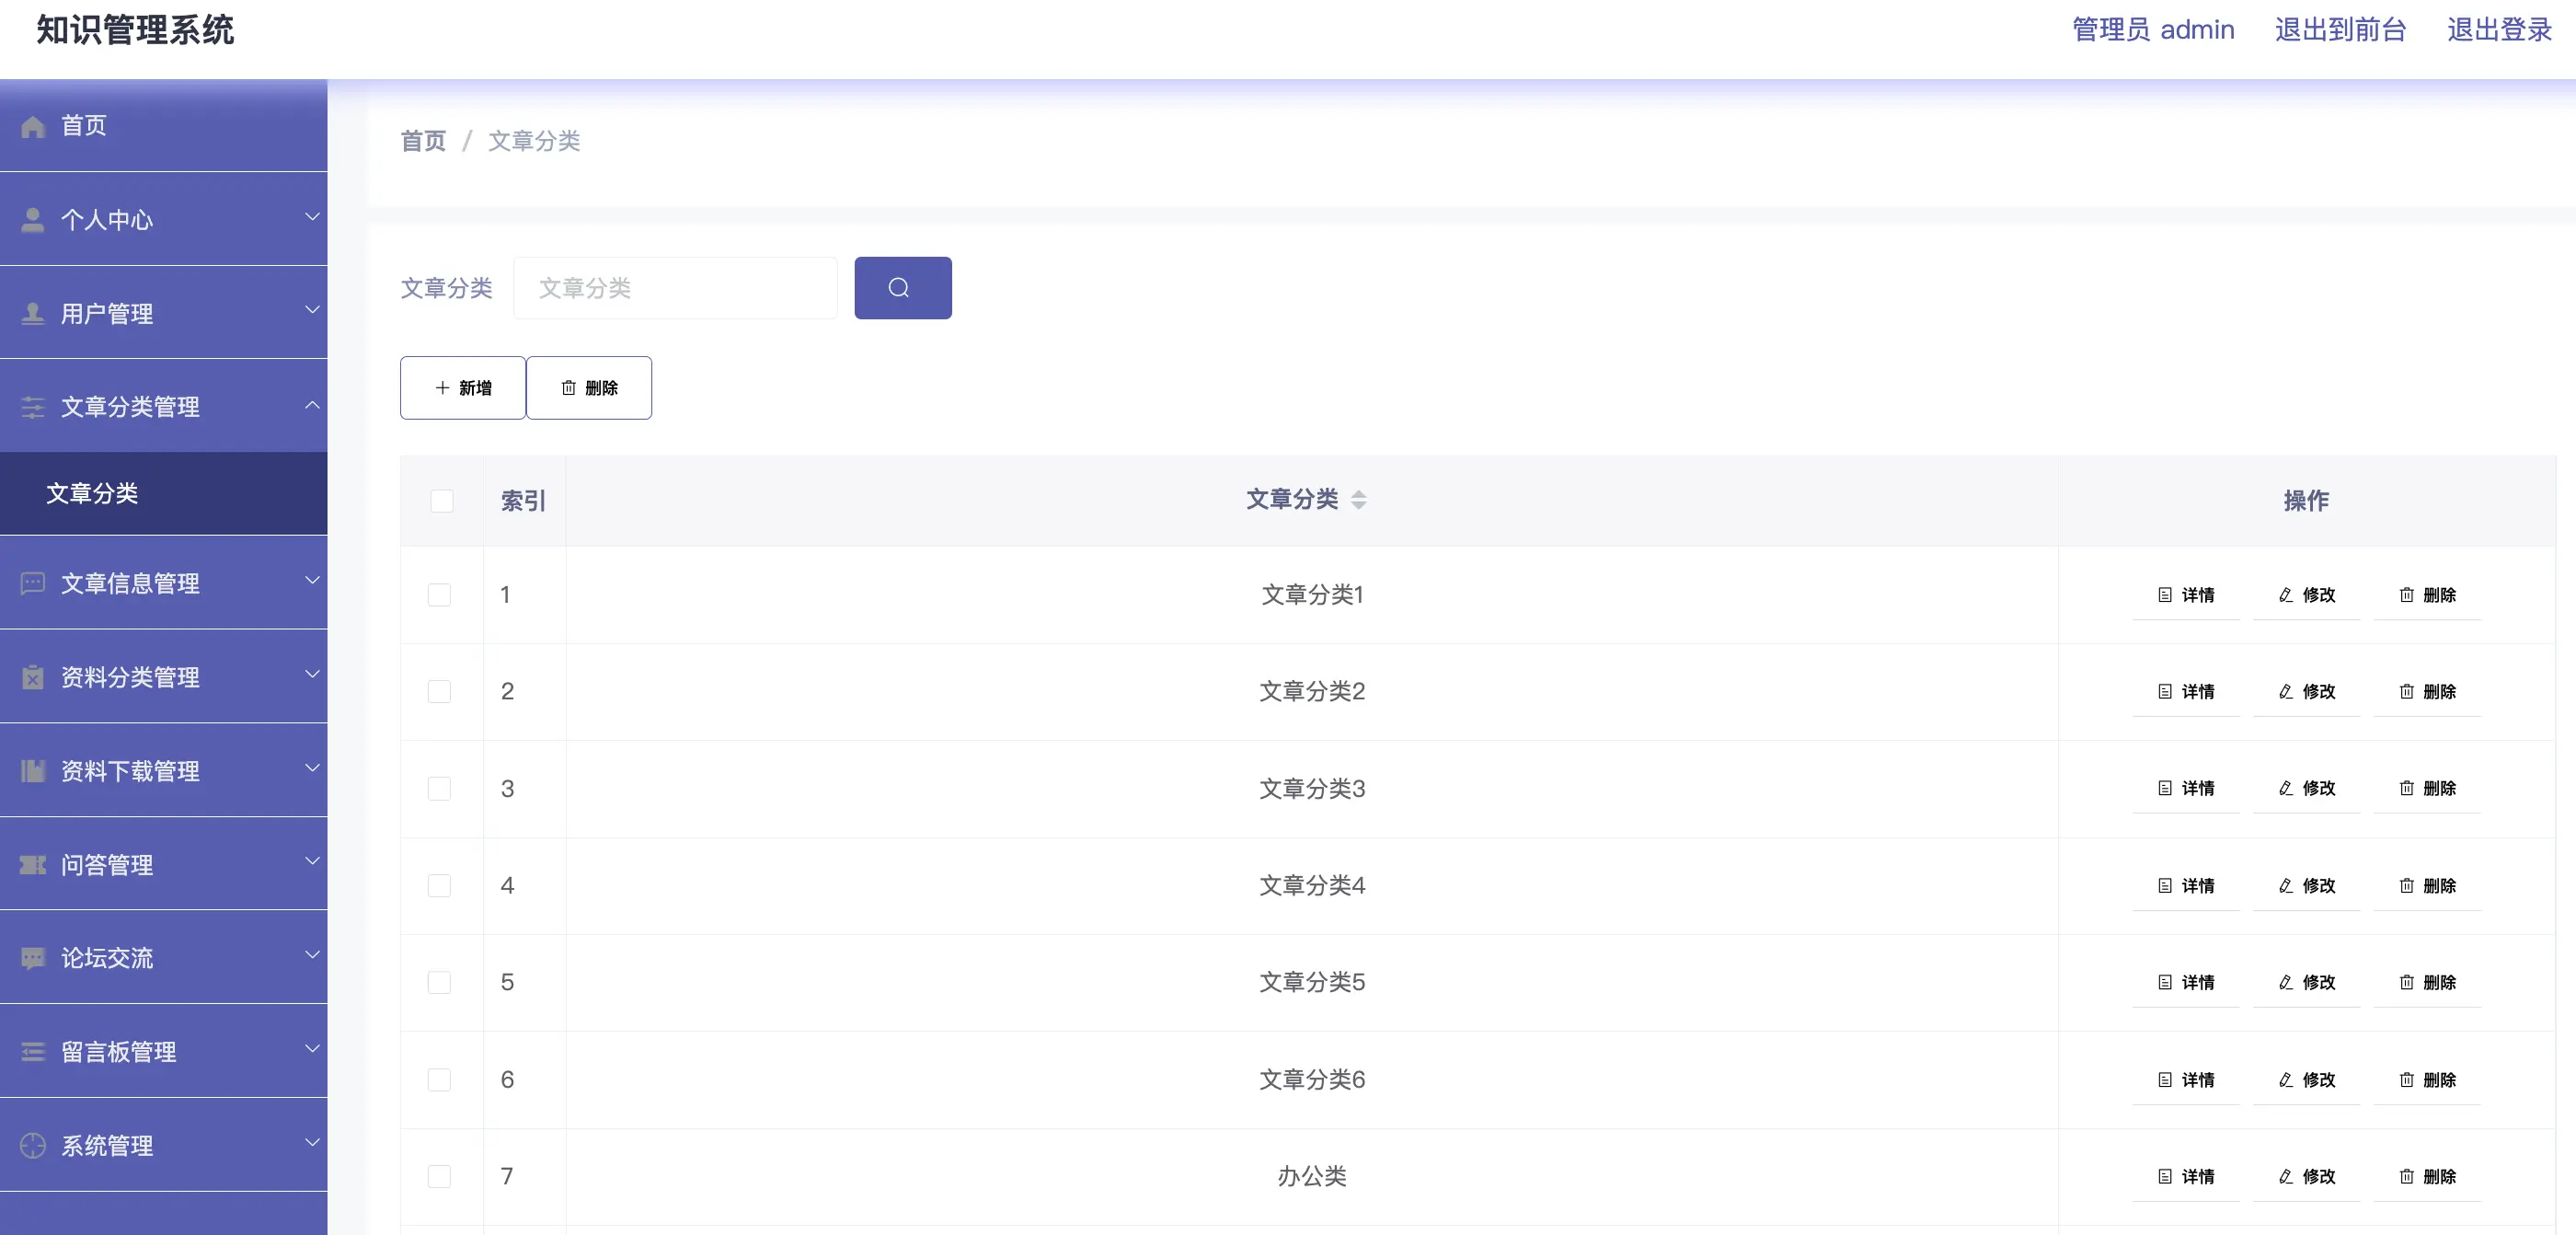 知识管理系统
管理员 admin 退出到前台 退出登录
首页
个人中心
用户管理
文章分类管理
文章分类
文章信息管理
资料分类管理
资料下载管理
问答管理
论坛交流
留言板管理
系统管理
首页 / 文章分类
文章分类 文章分类
新增 删除
索引 文章分类 操作
1 文章分类1 详情 修改 删除
2 文章分类2 详情 修改 删除
3 文章分类3 详情 修改 删除
4 文章分类4 详情 修改 删除
5 文章分类5 详情 修改 删除
6 文章分类6 详情 修改 删除
7 办公类 详情 修改 删除